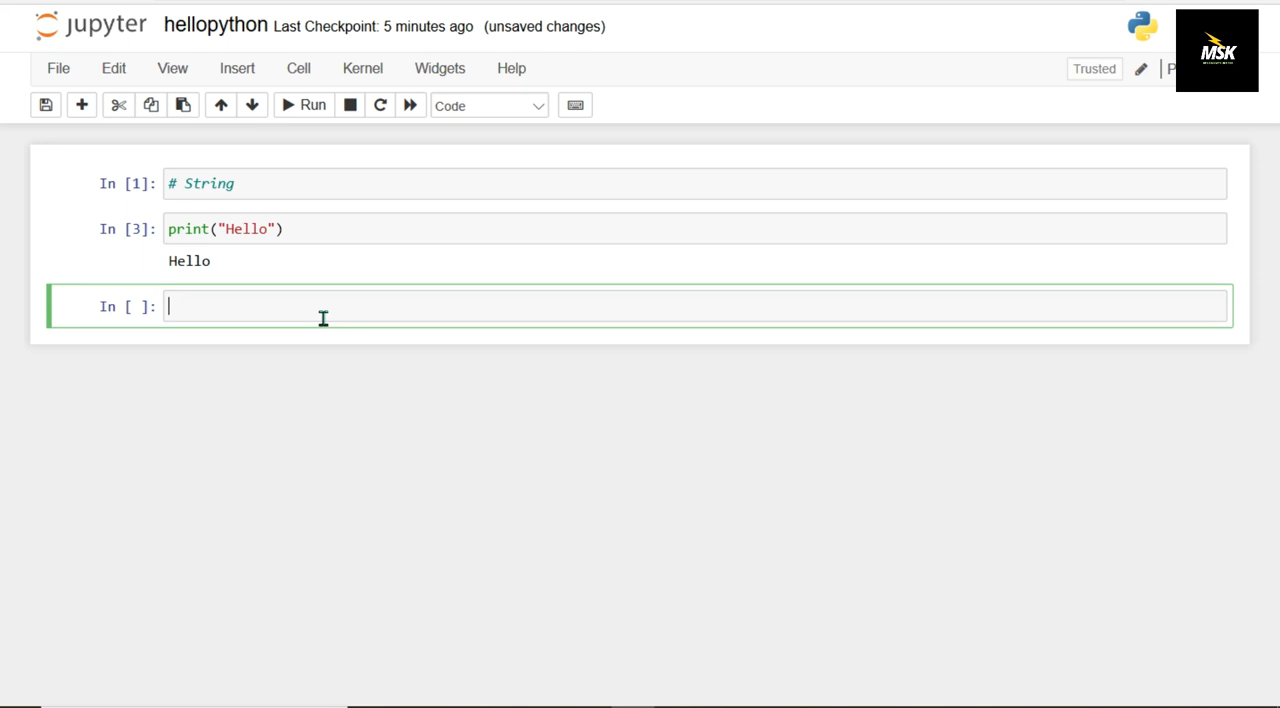 jupyter hellopython Last Checkpoint: 5 minutes ago (unsaved changes)
MSK
File Edit View Insert Cell Kernel Widgets Help Trusted P
Run Code
In [1]: # String
In [3]: print("Hello")
Hello
In [ ]: